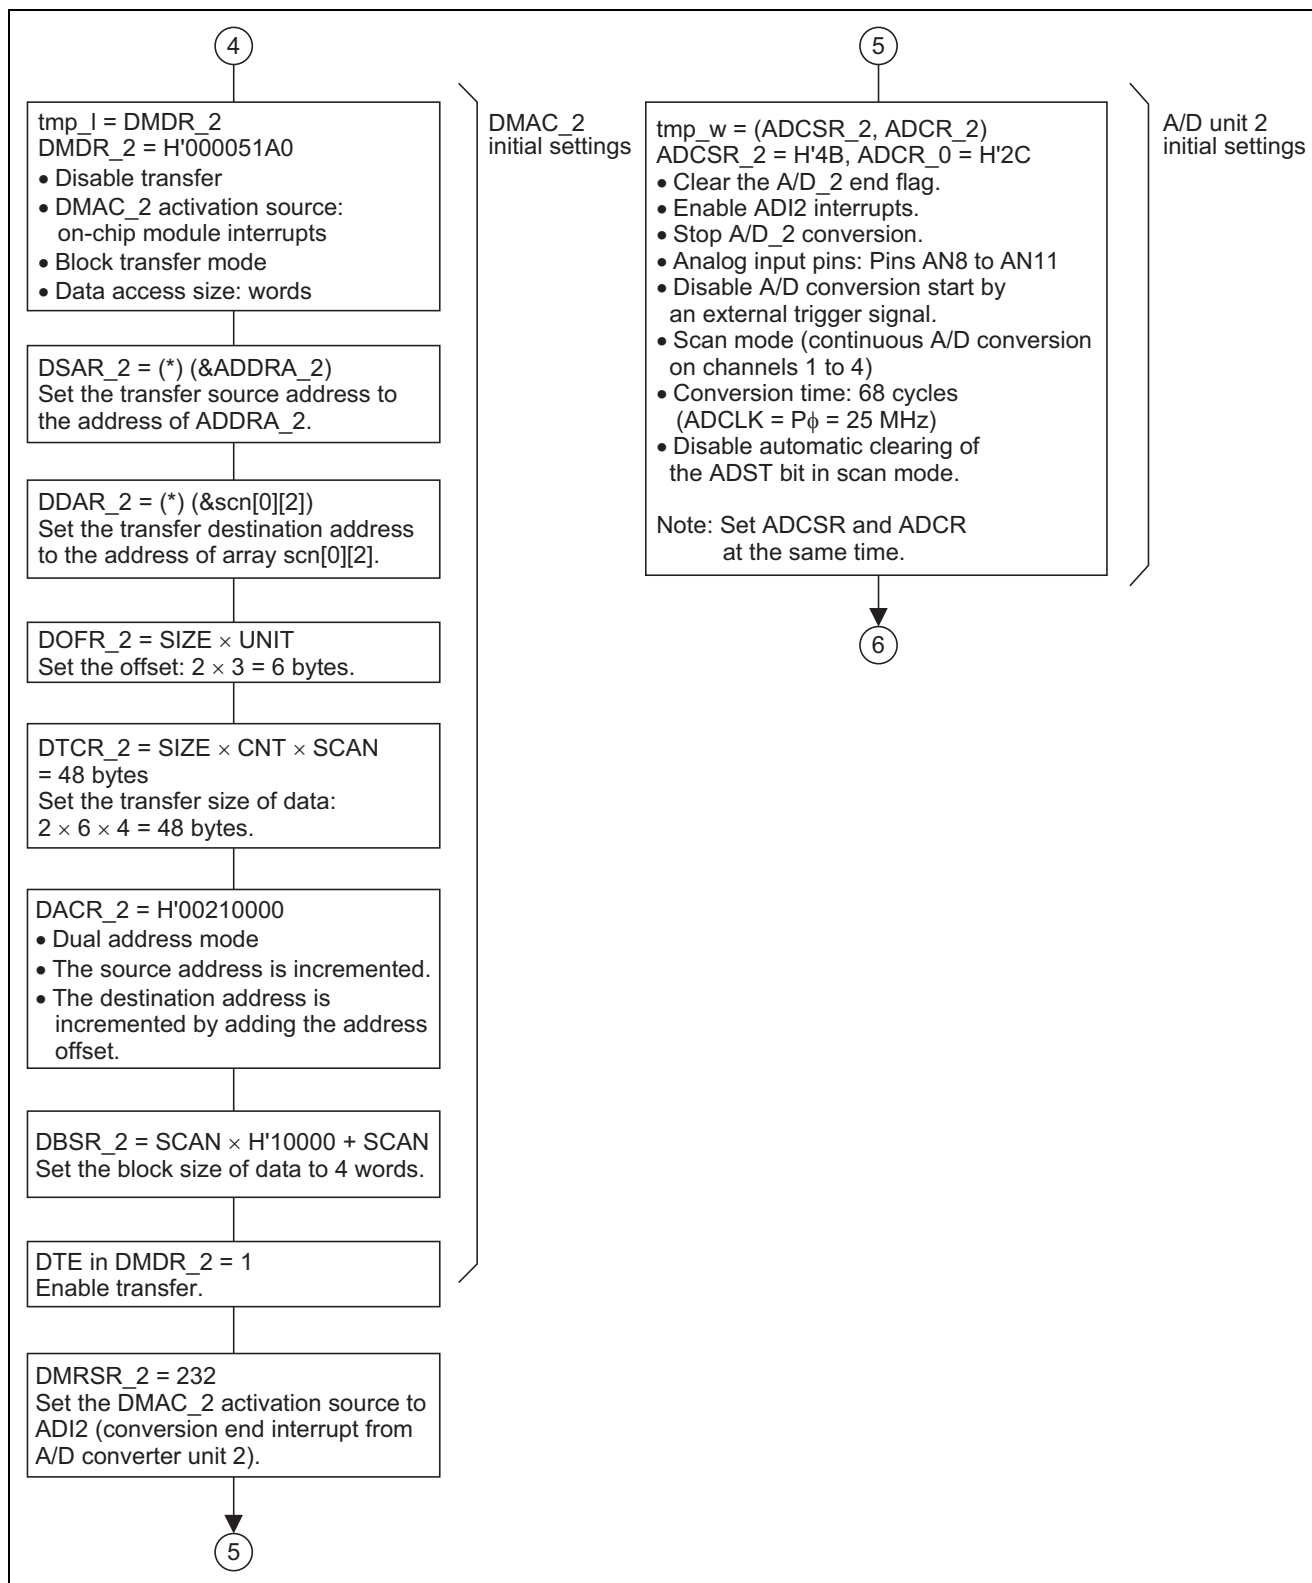 4
tmp_l = DMDR_2
DMDR_2 = H'000051A0
• Disable transfer
• DMAC_2 activation source:
on-chip module interrupts
• Block transfer mode
• Data access size: words
DMAC_2
initial settings
DSAR_2 = (*) (&ADDRA_2)
Set the transfer source address to
the address of ADDRA_2.
DDAR_2 = (*) (&scn[0][2])
Set the transfer destination address
to the address of array scn[0][2].
DOFR_2 = SIZE × UNIT
Set the offset: 2 × 3 = 6 bytes.
DTCR_2 = SIZE × CNT × SCAN
= 48 bytes
Set the transfer size of data:
2 × 6 × 4 = 48 bytes.
DACR_2 = H'00210000
• Dual address mode
• The source address is incremented.
• The destination address is
incremented by adding the address
offset.
DBSR_2 = SCAN × H'10000 + SCAN
Set the block size of data to 4 words.
DTE in DMDR_2 = 1
Enable transfer.
DMRSR_2 = 232
Set the DMAC_2 activation source to
ADI2 (conversion end interrupt from
A/D converter unit 2).
5
5
tmp_w = (ADCSR_2, ADCR_2)
ADCSR_2 = H'4B, ADCR_0 = H'2C
• Clear the A/D_2 end flag.
• Enable ADI2 interrupts.
• Stop A/D_2 conversion.
• Analog input pins: Pins AN8 to AN11
• Disable A/D conversion start by
an external trigger signal.
• Scan mode (continuous A/D conversion
on channels 1 to 4)
• Conversion time: 68 cycles
(ADCLK = Pϕ = 25 MHz)
• Disable automatic clearing of
the ADST bit in scan mode.
Note: Set ADCSR and ADCR
at the same time.
A/D unit 2
initial settings
6